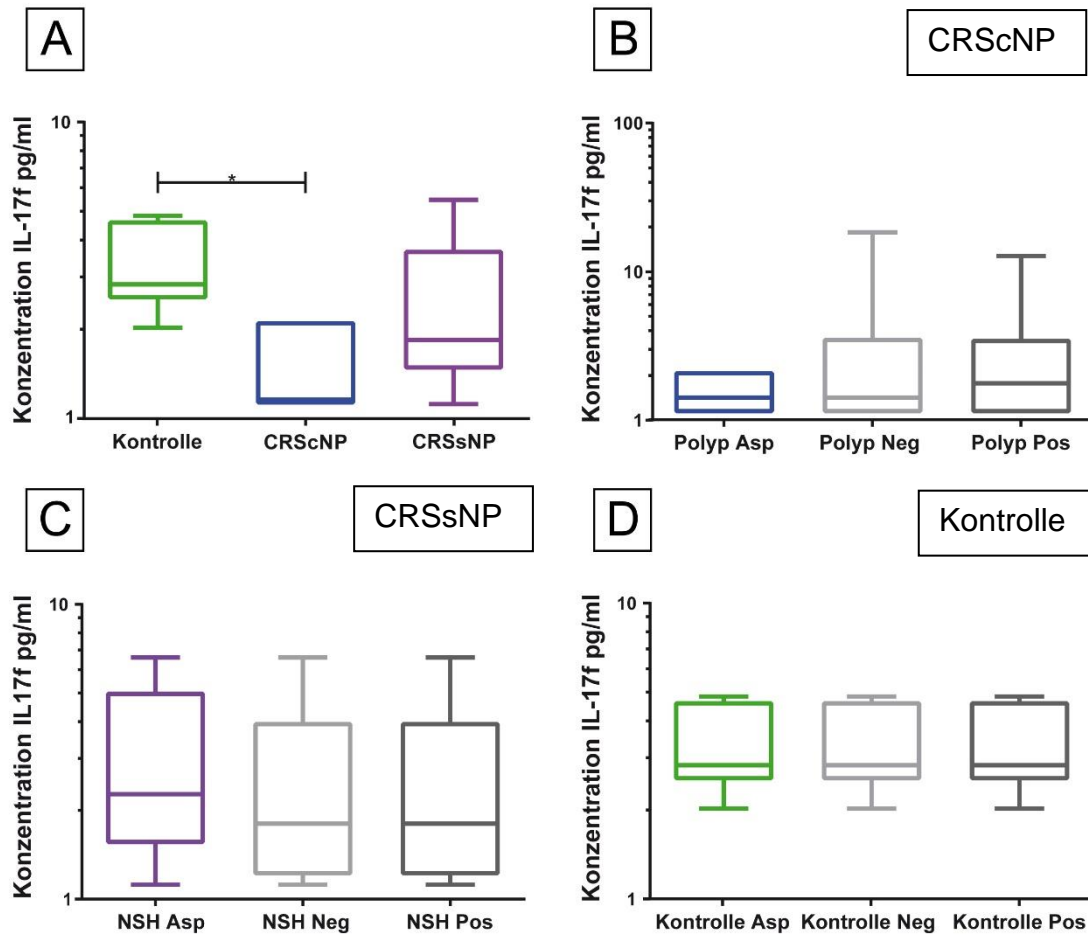 A
Konzentration IL-17f pg/ml
10
1
*
Kontrolle CRScNP CRSsNP
B
CRScNP
Konzentration IL-17f pg/ml
100
10
1
Polyp Asp Polyp Neg Polyp Pos
C
CRSsNP
Konzentration IL17f pg/ml
10
1
NSH Asp NSH Neg NSH Pos
D
Kontrolle
Konzentration IL-17f pg/ml
10
1
Kontrolle Asp Kontrolle Neg Kontrolle Pos